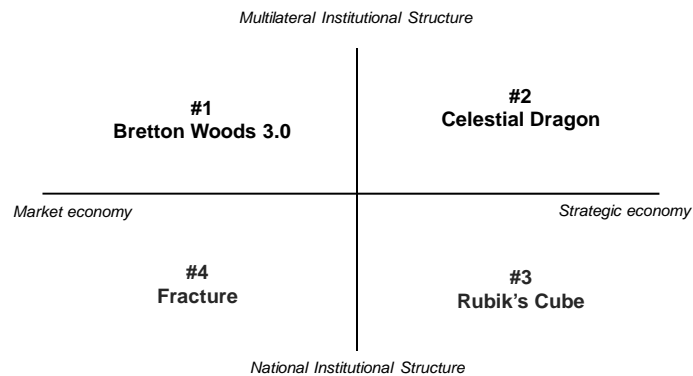 Multilateral Institutional Structure
#1
Bretton Woods 3.0
#2
Celestial Dragon
Market economy
Strategic economy
#4
Fracture
#3
Rubik's Cube
National Institutional Structure